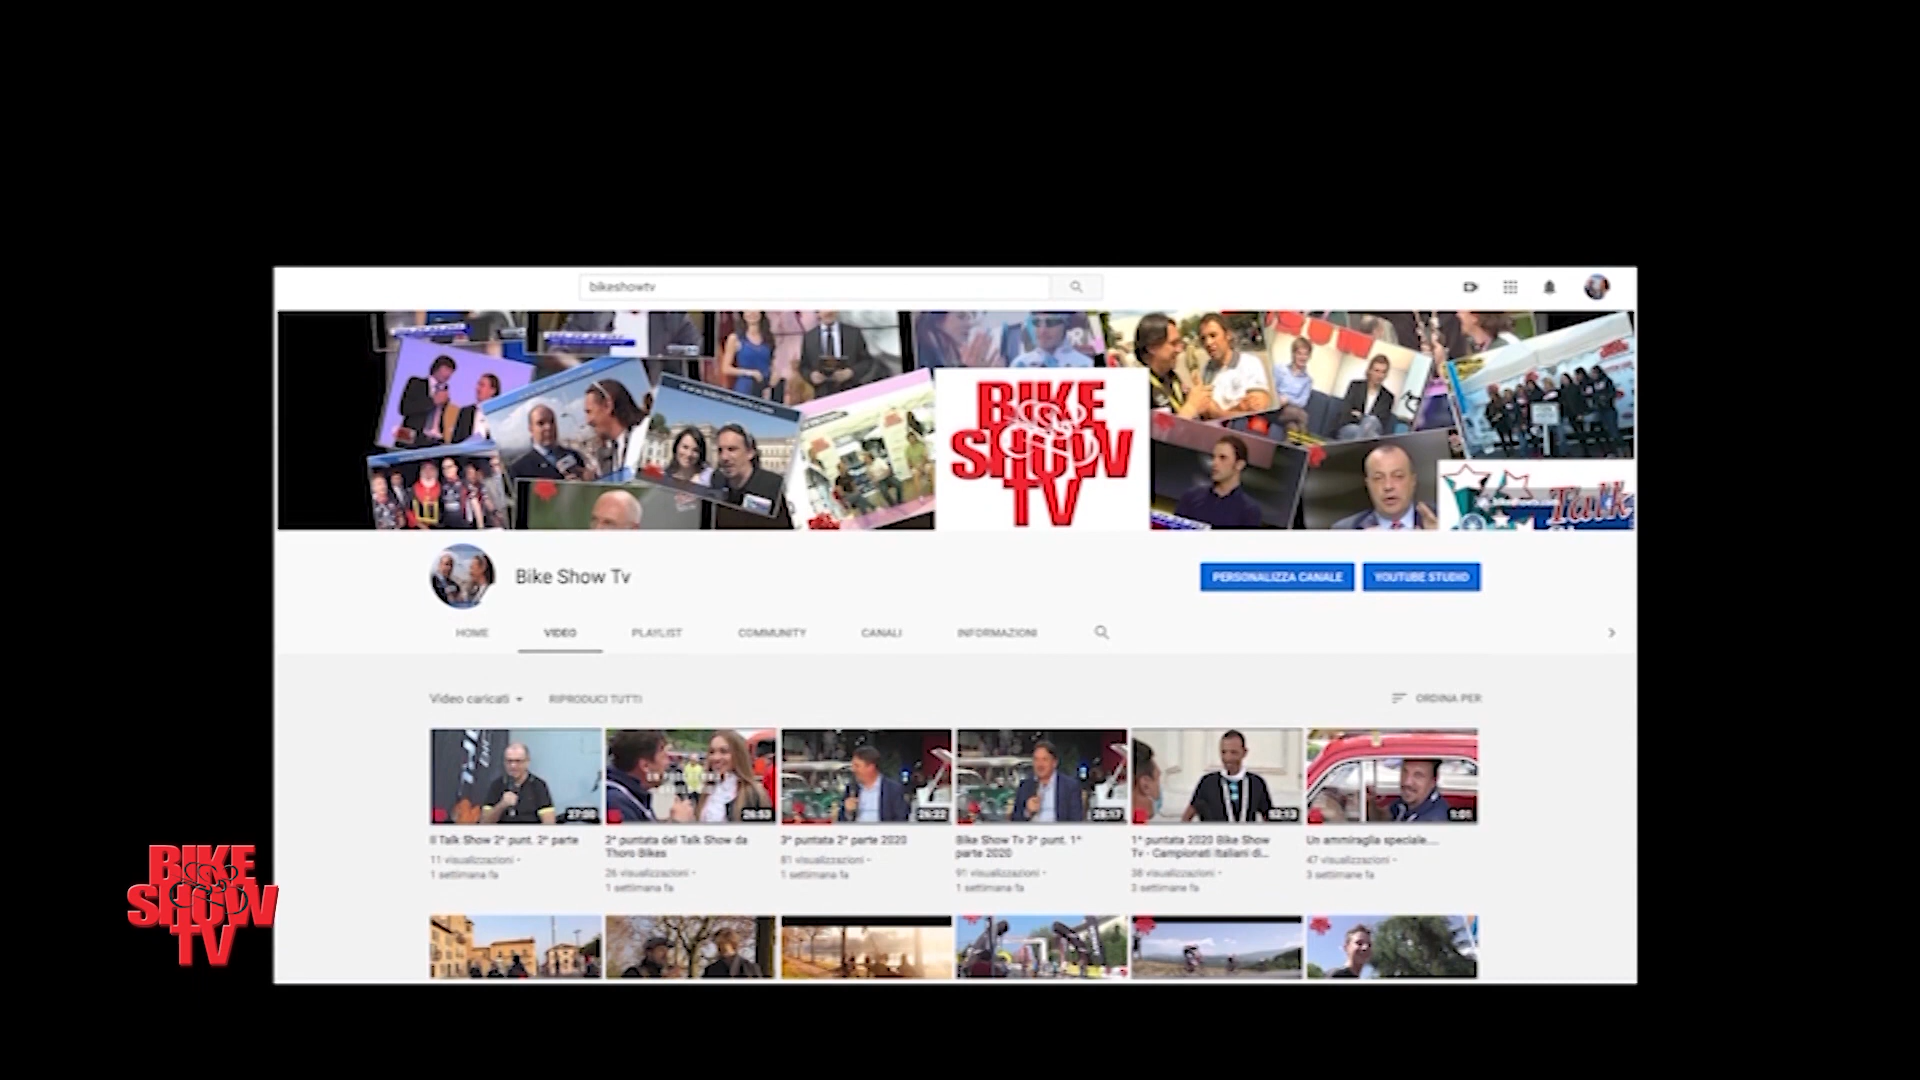 bikeshowtv
BIKE
SHOW
TV
Talk
Bike Show Tv
PERSONALIZZA CANALE
YOUTUBE STUDIO
HOME
VIDEO
PLAYLIST
COMMUNITY
CANALI
INFORMAZIONI
Video caricati
RIPRODUCI TUTTI
ORDINA PER
27:50
26:53
26:22
28:17
52:13
1:01
Il Talk Show 2ª punt. 2ª parte
11 visualizzazioni •
1 settimana fa
2ª puntata del Talk Show da
Thoro Bikes
26 visualizzazioni •
1 settimana fa
3ª puntata 2ª parte 2020
81 visualizzazioni •
1 settimana fa
Bike Show Tv 3ª punt. 1ª
parte 2020
91 visualizzazioni •
1 settimana fa
1ª puntata 2020 Bike Show
Tv - Campionati Italiani di...
38 visualizzazioni •
3 settimane fa
Un ammiraglia speciale....
47 visualizzazioni •
3 settimane fa
BIKE
SHOW
TV